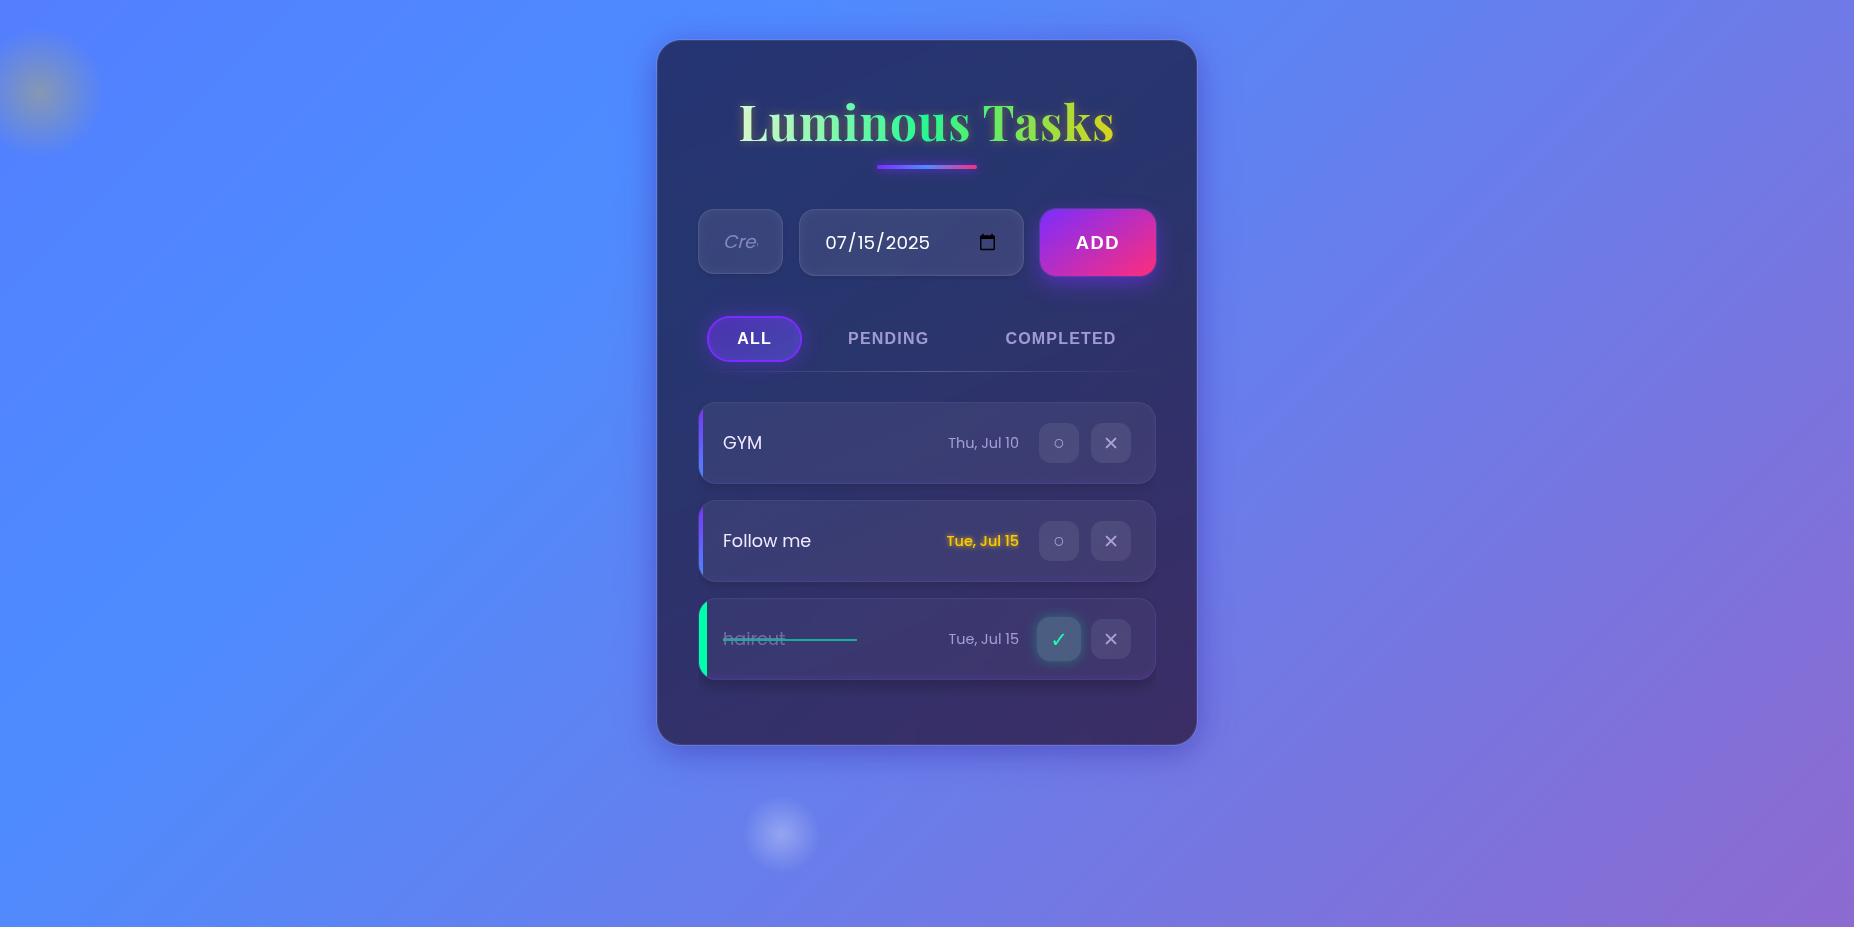 Luminous Tasks
Cre
07/15/2025
ADD
ALL PENDING COMPLETED
GYM Thu, Jul 10 ○ ✕
Follow me Tue, Jul 15 ○ ✕
haircut Tue, Jul 15 ✓ ✕